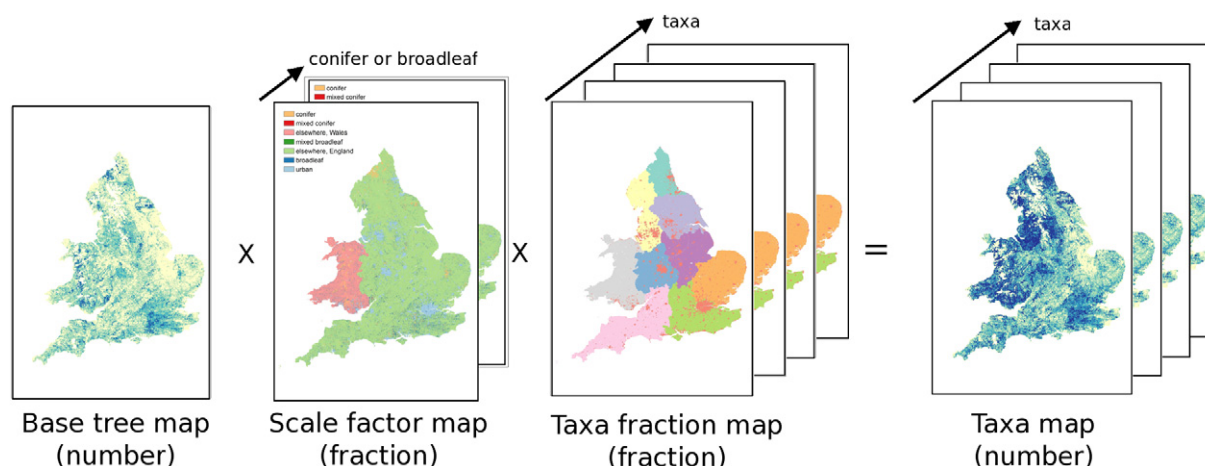 taxa
taxa
conifer or broadleaf
conifer
mixed conifer
conifer
mixed conifer
elsewhere, Wales
mixed broadleaf
elsewhere, England
broadleaf
urban
X
X
=
Base tree map
(number)
Scale factor map
(fraction)
Taxa fraction map
(fraction)
Taxa map
(number)